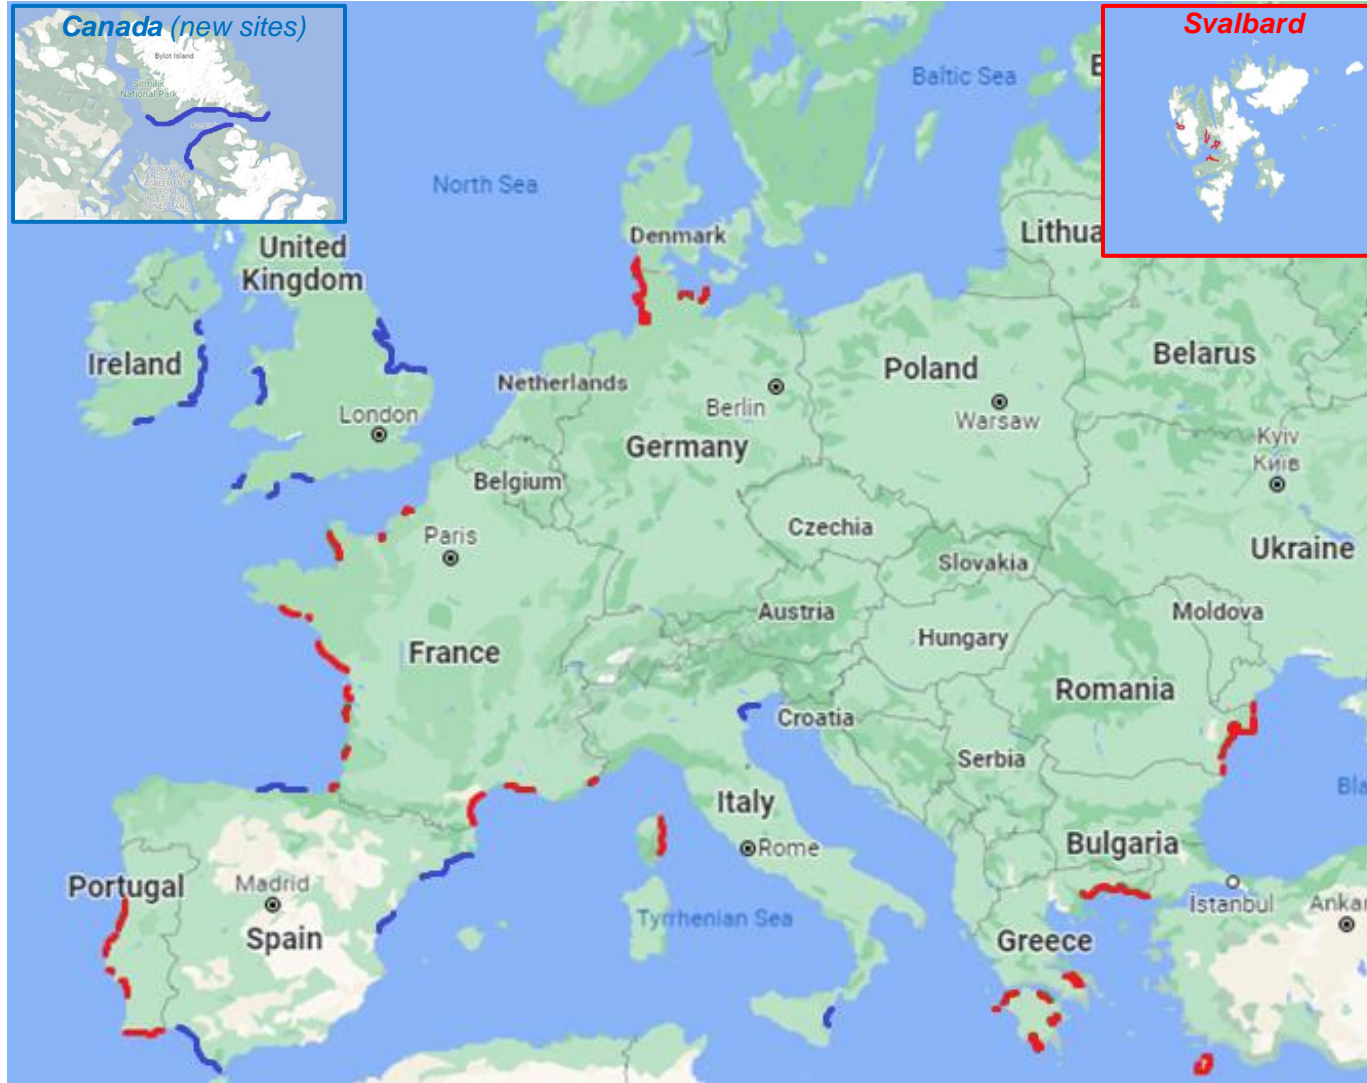 Canada (new sites)
Bylot Island
Sirmilik
National Park
Svalbard
Baltic Sea
North Sea
Denmark
Lithua
United
Kingdom
Ireland
London
Netherlands
Berlin
Poland
Warsaw
Belarus
Kyiv
Київ
Germany
Belgium
Paris
Czechia
Slovakia
Ukraine
Austria
Moldova
Hungary
France
Romania
Croatia
Serbia
Italy
Rome
Bla
Bulgaria
Portugal
Madrid
Spain
Tyrrhenian Sea
Greece
İstanbul
Ankar